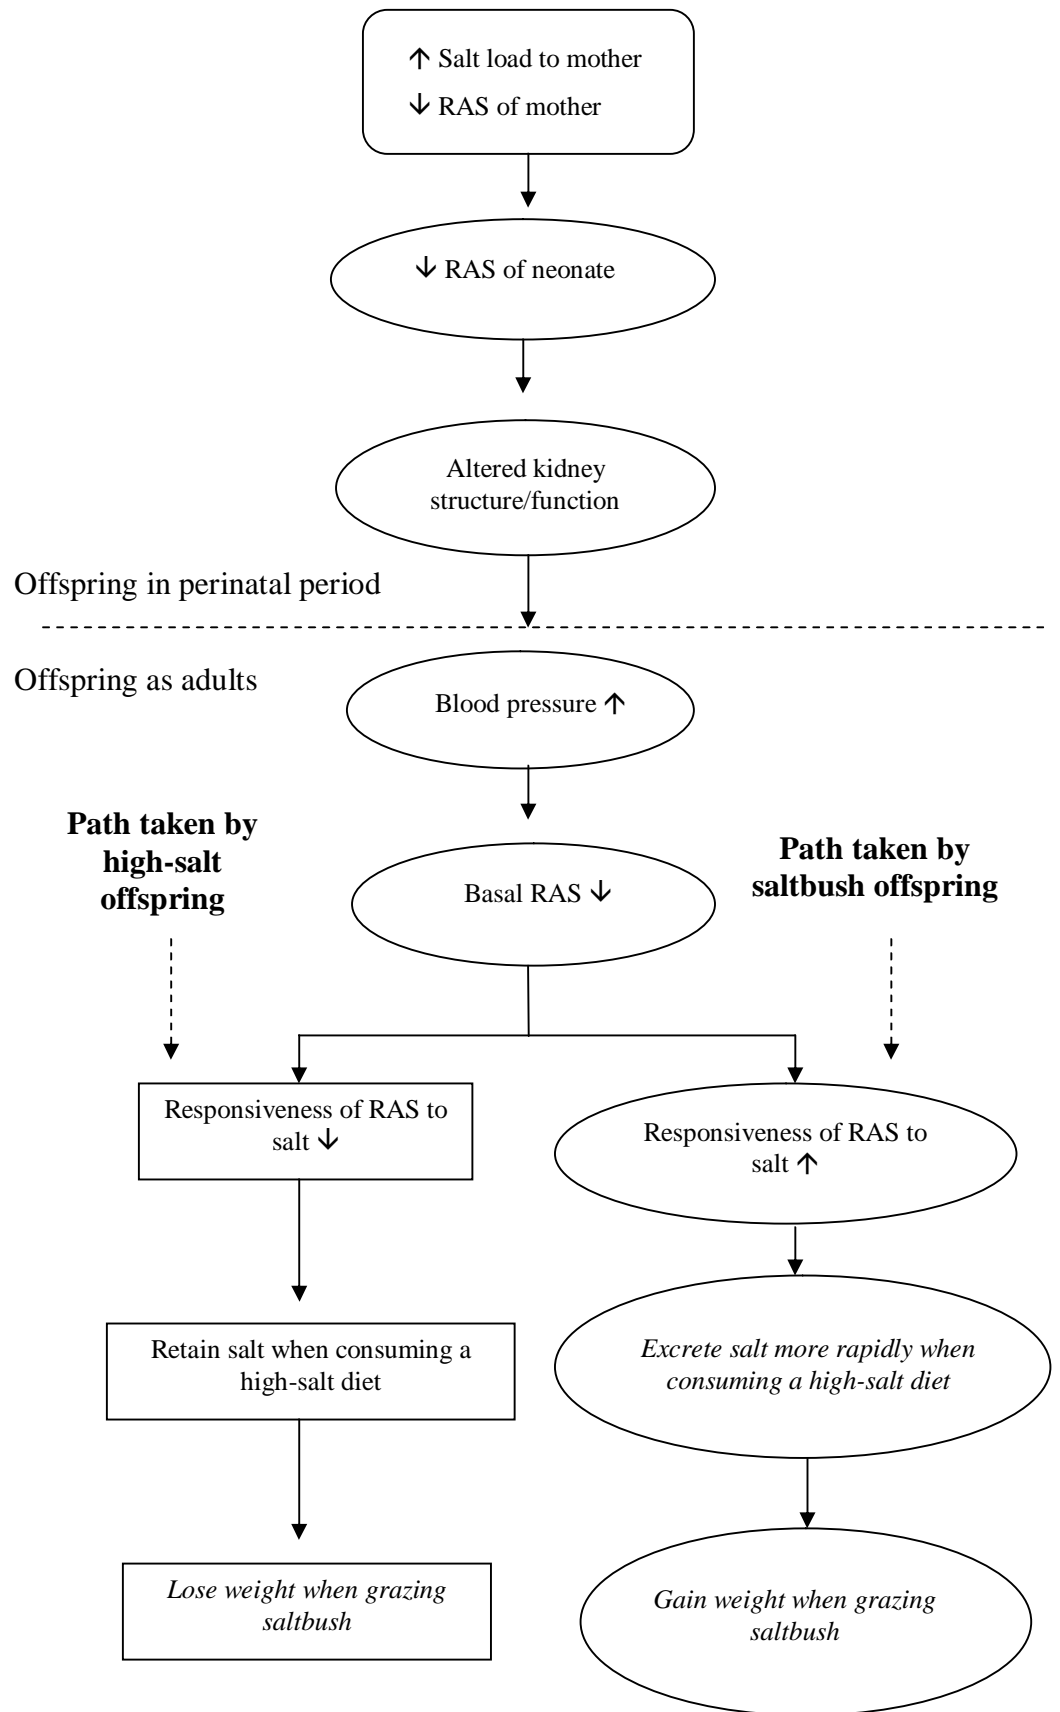 ↑ Salt load to mother
↓ RAS of mother
↓ RAS of neonate
Altered kidney
structure/function
Offspring in perinatal period
Offspring as adults
Blood pressure ↑
Path taken by
high-salt
offspring
Basal RAS ↓
Path taken by
saltbush offspring
Responsiveness of RAS to
salt ↓
Responsiveness of RAS to
salt ↑
Retain salt when consuming a
high-salt diet
Excrete salt more rapidly when
consuming a high-salt diet
Lose weight when grazing
saltbush
Gain weight when grazing
saltbush